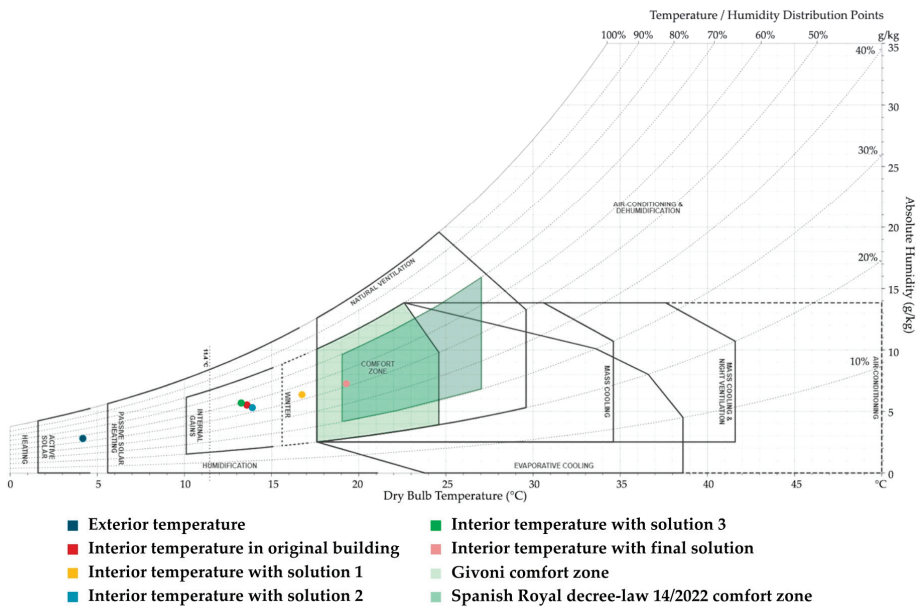 Temperature / Humidity Distribution Points
100% 90% 80% 70% 60% 50% g/kg
40% 35
30
30%
25
AIR-CONDITIONING &
DEHUMIDIFICATION
Absolute Humidity (g/kg)
20
20%
NATURAL VENTILATION
15
10
10%
COMFORT
ZONE
MASS COOLING
MASS COOLING &
NIGHT VENTILATION
AIR-CONDITIONING
WINTER
INTERNAL
GAINS
PASSIVE SOLAR
HEATING
ACTIVE
SOLAR
HEATING
5
HUMIDIFICATION
EVAPORATIVE COOLING
0
0 5 10 15 20 25 30 35 40 45 °C
Dry Bulb Temperature (°C)
Exterior temperature
Interior temperature in original building
Interior temperature with solution 1
Interior temperature with solution 2
Interior temperature with solution 3
Interior temperature with final solution
Givoni comfort zone
Spanish Royal decree-law 14/2022 comfort zone